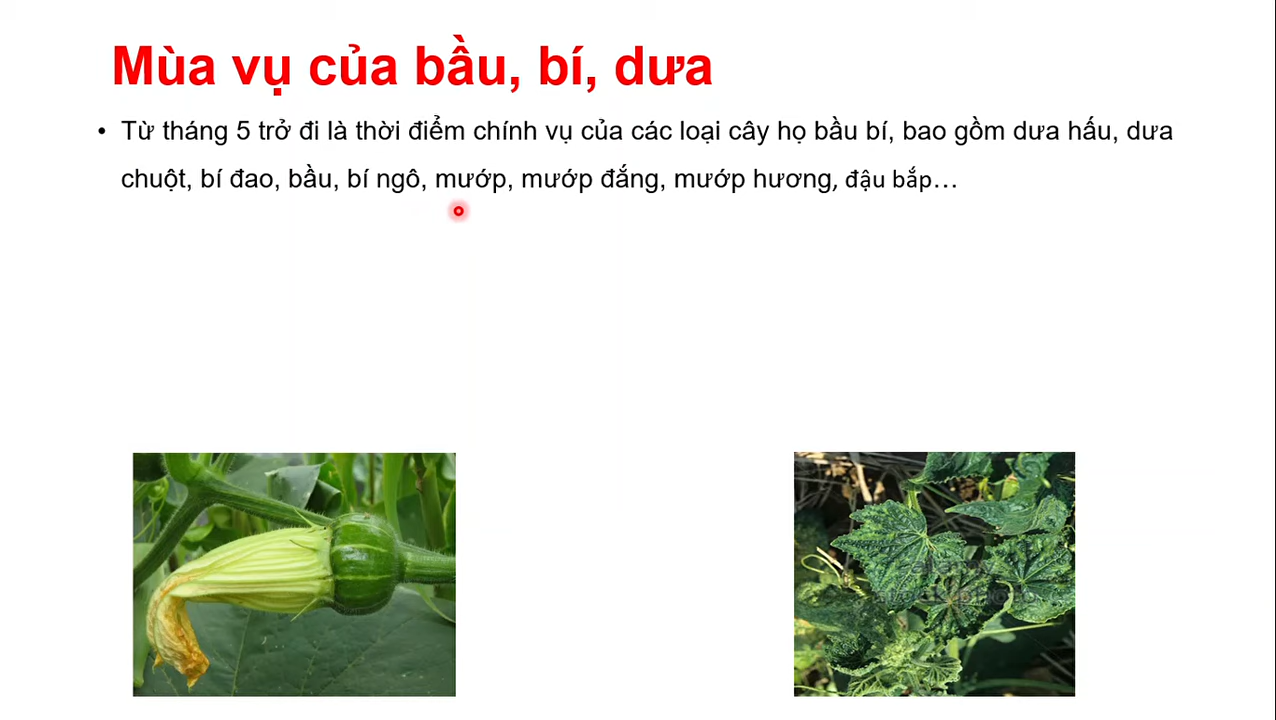 Mùa vụ của bầu, bí, dưa
• Từ tháng 5 trở đi là thời điểm chính vụ của các loại cây họ bầu bí, bao gồm dưa hấu, dưa
chuột, bí đao, bầu, bí ngô, mướp, mướp đắng, mướp hương, đậu bắp…